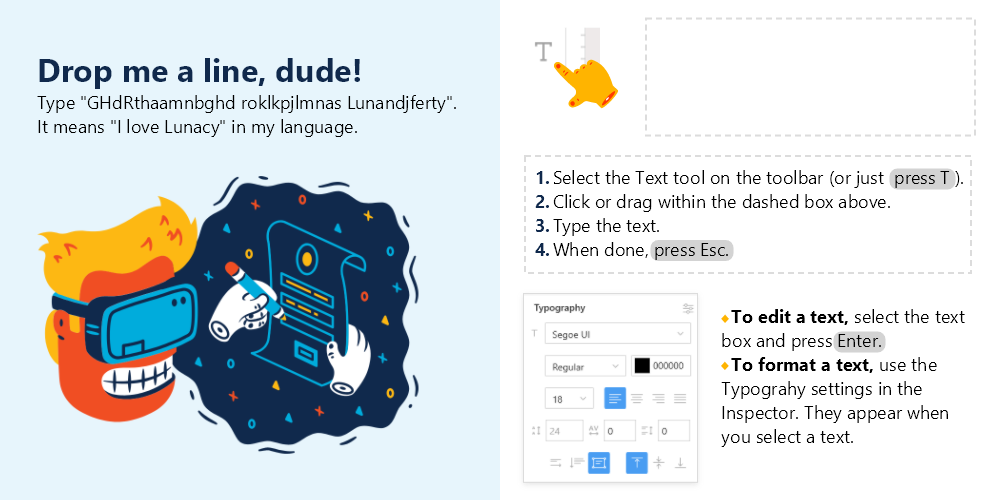 Drop me a line, dude!
Type "GHdRthaamnbghd roklkpjlmnas Lunandjferty".
It means "I love Lunacy" in my language.
T
1. Select the Text tool on the toolbar (or just press T).
2. Click or drag within the dashed box above.
3. Type the text.
4. When done, press Esc.
Typography
T Segoe UI
Regular 000000
18
24 AV 0 0
To edit a text, select the text
box and press Enter.
To format a text, use the
Typograhy settings in the
Inspector. They appear when
you select a text.